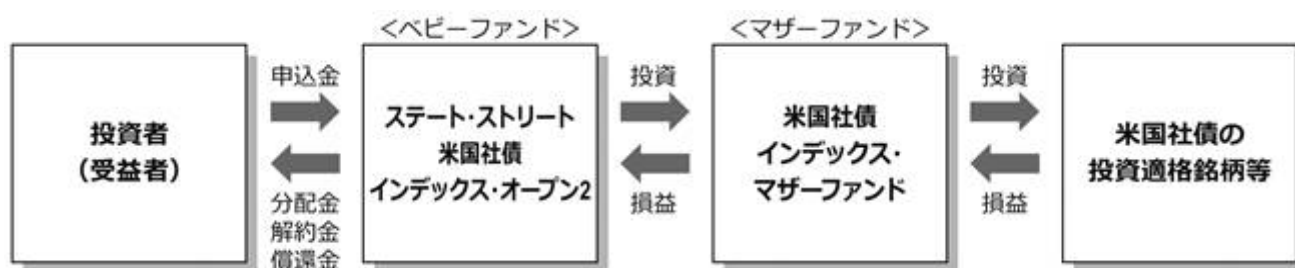 <ベビーファンド>
<マザーファンド>
投資者
(受益者)
申込金
分配金
解約金
償還金
ステート・ストリート
米国社債
インデックス・オープン2
投資
損益
米国社債
インデックス・
マザーファンド
投資
損益
米国社債の
投資適格銘柄等